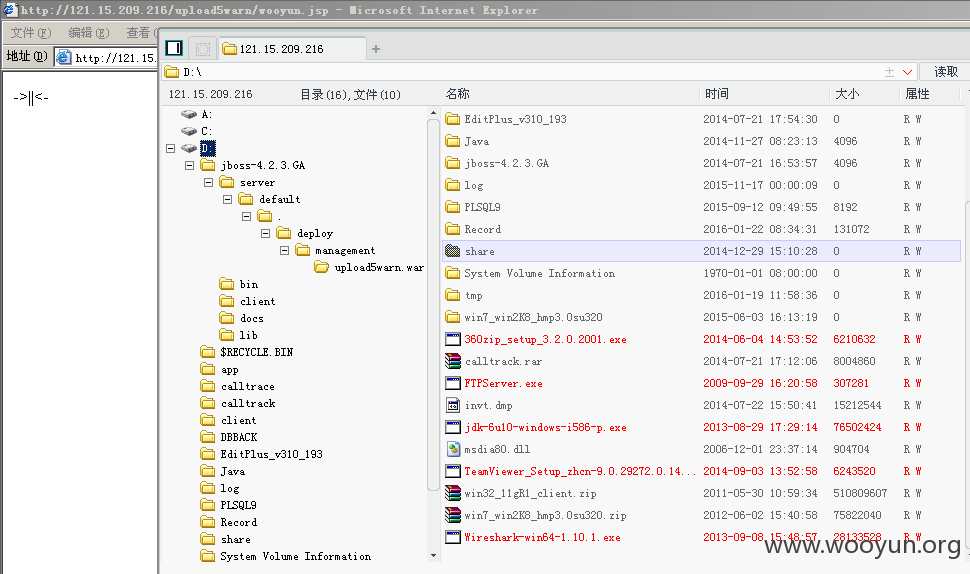 http://121.15.209.216/upload5warn/wooyun.jsp - Microsoft Internet Explorer
文件(F) 编辑(E) 查看(
地址(D) http://121.15.
->||<-
121.15.209.216 +
D:\ 读取
121.15.209.216 目录(16),文件(10)
A:
C:
D:
jboss-4.2.3.GA
server
default
.
deploy
management
upload5warn.war
bin
client
docs
lib
$RECYCLE.BIN
app
calltrace
calltrack
client
DBBACK
EditPlus_v310_193
Java
log
PLSQL9
Record
share
System Volume Information
名称 时间 大小 属性
EditPlus_v310_193 2014-07-21 17:54:30 0 R W
Java 2014-11-27 08:23:13 4096 R W
jboss-4.2.3.GA 2014-07-21 16:53:57 4096 R W
log 2015-11-17 00:00:09 0 R W
PLSQL9 2015-09-12 09:49:55 8192 R W
Record 2016-01-22 08:34:31 131072 R W
share 2014-12-29 15:10:28 0 R W
System Volume Information 1970-01-01 08:00:00 0 R W
tmp 2016-01-19 11:58:36 0 R W
win7_win2K8_hmp3.0su320 2015-06-03 16:13:19 0 R W
360zip_setup_3.2.0.2001.exe 2014-06-04 14:53:52 6210632 R W
calltrack.rar 2014-07-21 17:12:06 8004860 R W
FTPServer.exe 2009-09-29 16:20:58 307281 R W
invt.dmp 2014-07-22 15:50:41 15212544 R W
jdk-6u10-windows-i586-p.exe 2013-08-29 17:29:14 76502424 R W
msdia80.dll 2006-12-01 23:37:14 904704 R W
TeamViewer_Setup_zhcn-9.0.29272.0.14... 2014-09-03 13:52:58 6243520 R W
win32_11gR1_client.zip 2011-05-30 10:59:34 510809607 R W
win7_win2K8_hmp3.0su320.zip 2012-06-02 15:40:58 75822040 R W
Wireshark-win64-1.10.1.exe 2013-09-08 15:48:57 28133528 R W
www.wooyun.org